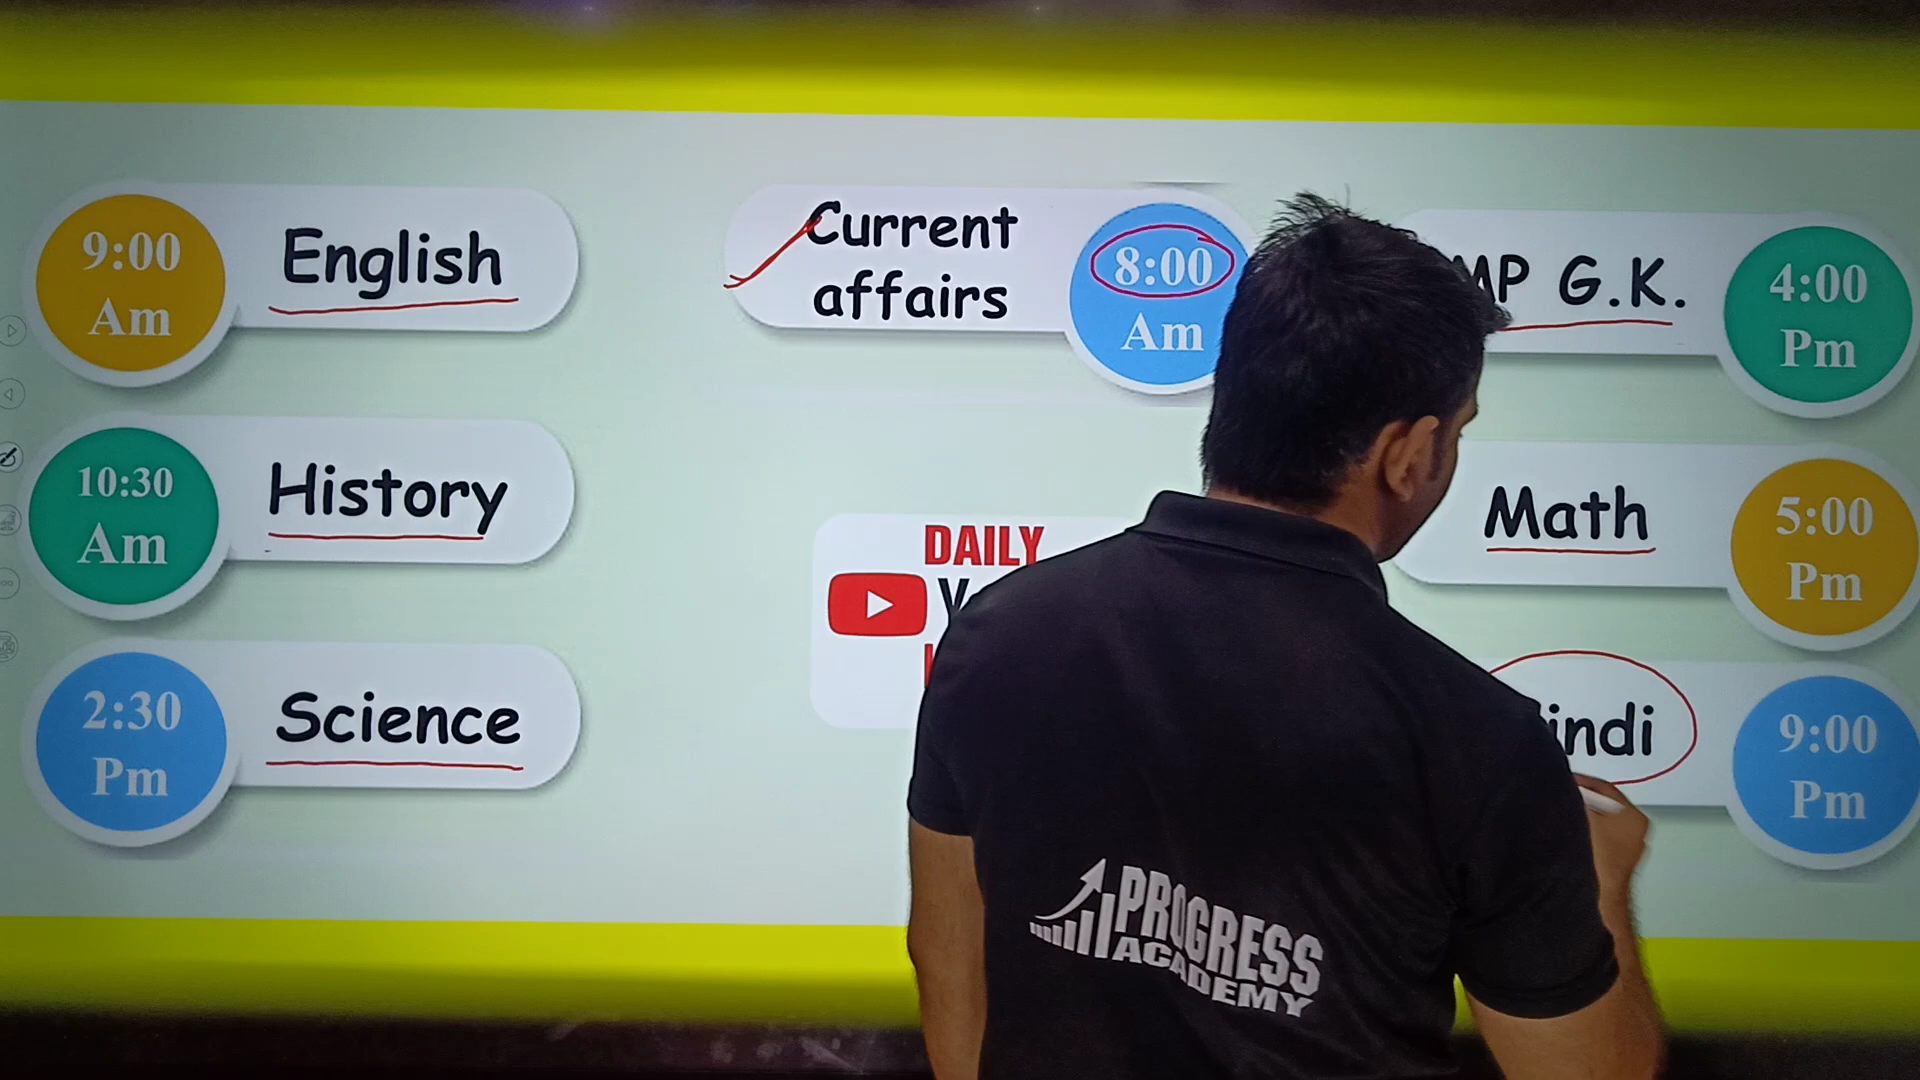 9:00
Am
English
Current
affairs
8:00
Am
MP G.K.
4:00
Pm
10:30
Am
History
DAILY
Math
5:00
Pm
2:30
Pm
Science
9:00
Pm
PROGRESS
ACADEMY